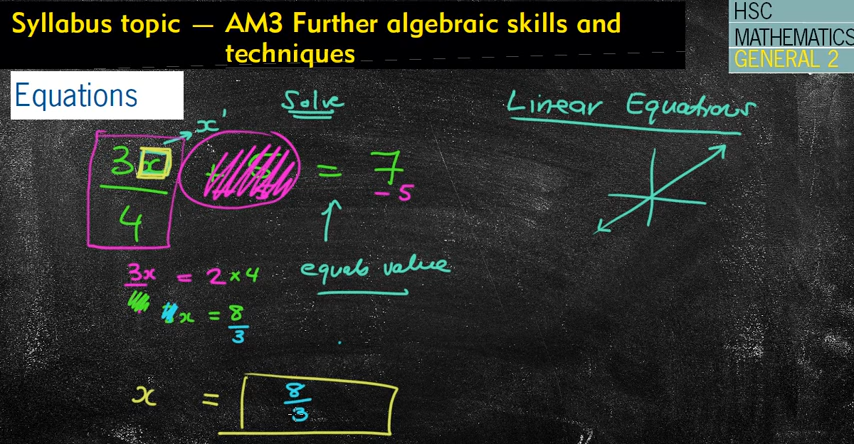 Syllabus topic — AM3 Further algebraic skills and
techniques
HSC
MATHEMATICS
GENERAL 2
Equations
Solve
Linear Equations
x'
3x
4
= 7
- 5
equals value
3x = 2 × 4
x = 8
3
x = 8
3